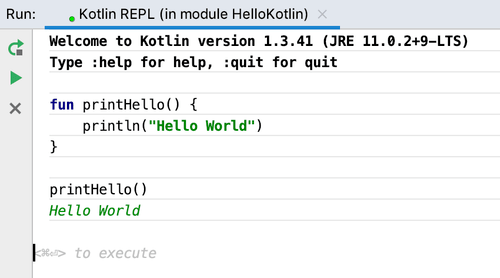 Run: Kotlin REPL (in module HelloKotlin)
Welcome to Kotlin version 1.3.41 (JRE 11.0.2+9-LTS)
Type :help for help, :quit for quit
fun printHello() {
    println("Hello World")
}
printHello()
Hello World
<⌘⏎> to execute